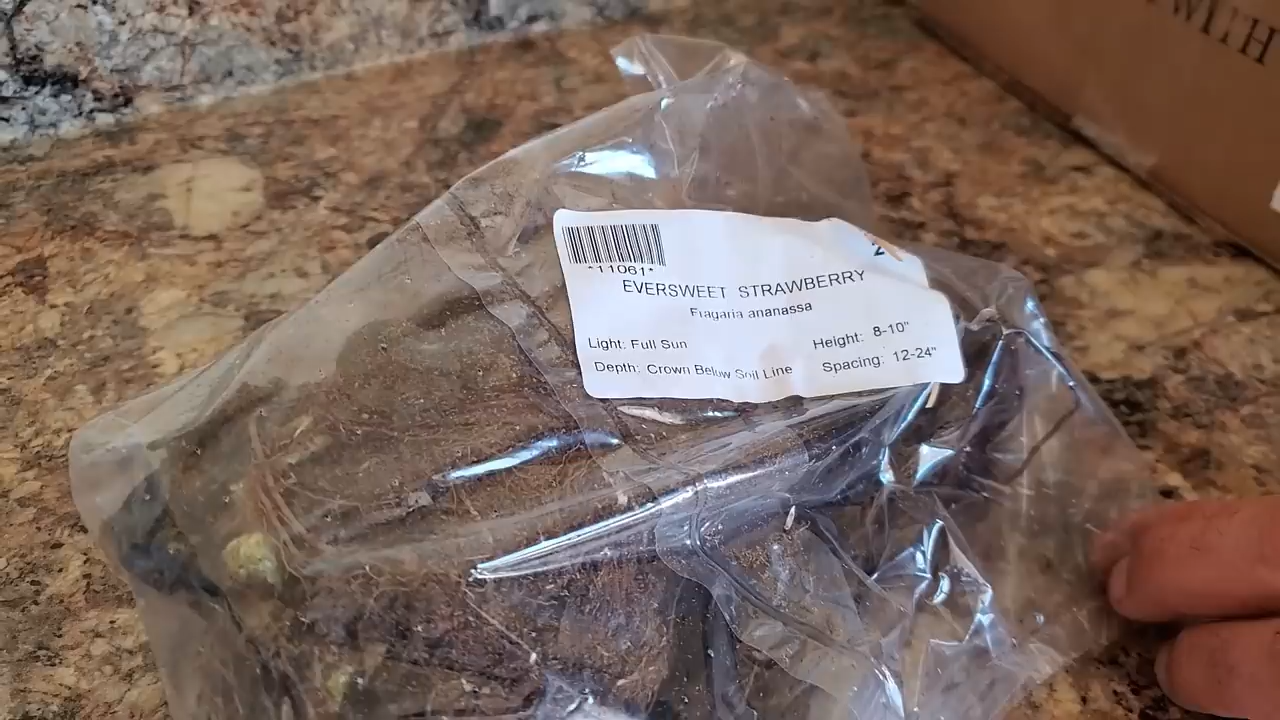 *11061*
2
EVERSWEET STRAWBERRY
Fragaria ananassa
Light: Full Sun
Height: 8-10"
Depth: Crown Below Soil Line
Spacing: 12-24"